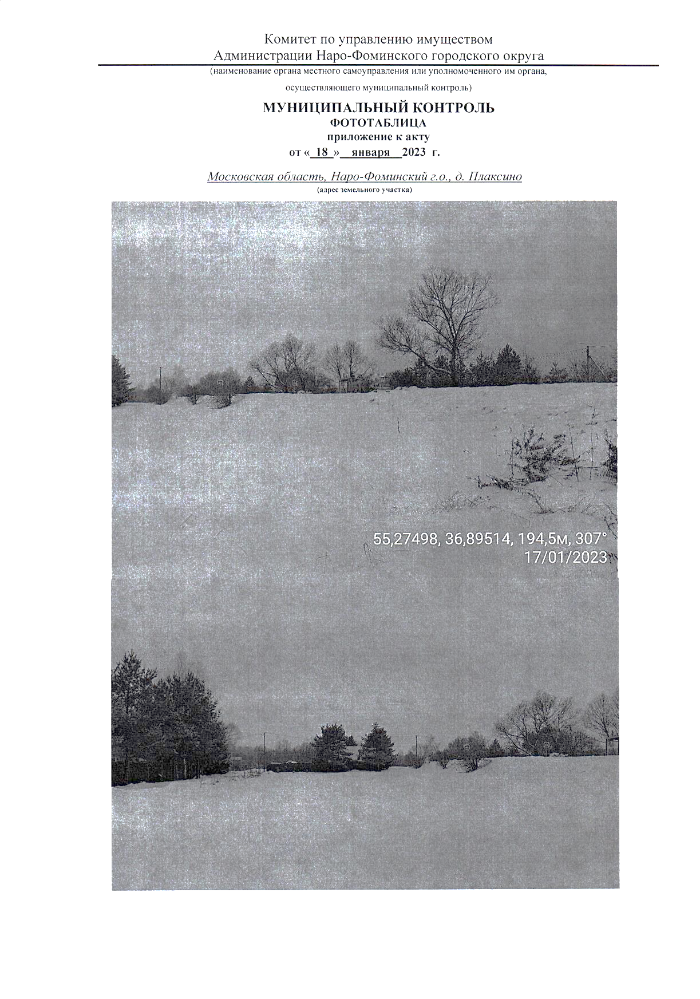 Комитет по управлению имуществом
Администрации Наро-Фоминского городского округа
(наименование органа местного самоуправления или уполномоченного им органа,
осуществляющего муниципальный контроль)
МУНИЦИПАЛЬНЫЙ КОНТРОЛЬ
ФОТОТАБЛИЦА
приложение к акту
от « 18 » января 2023 г.
Московская область, Наро-Фоминский г.о., д. Плаксино
(адрес земельного участка)
55,27498, 36,89514, 194,5м, 307°
17/01/2023